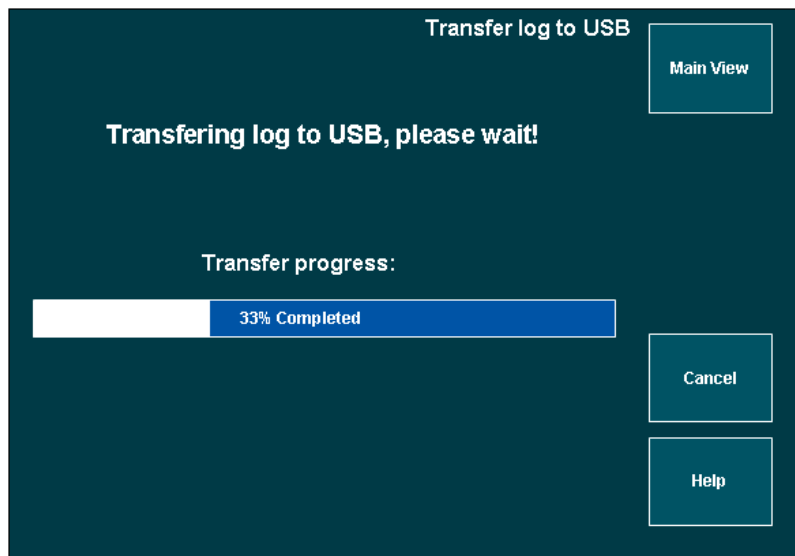 Transfer log to USB
Main View
Transfering log to USB, please wait!
Transfer progress:
33% Completed
Cancel
Help